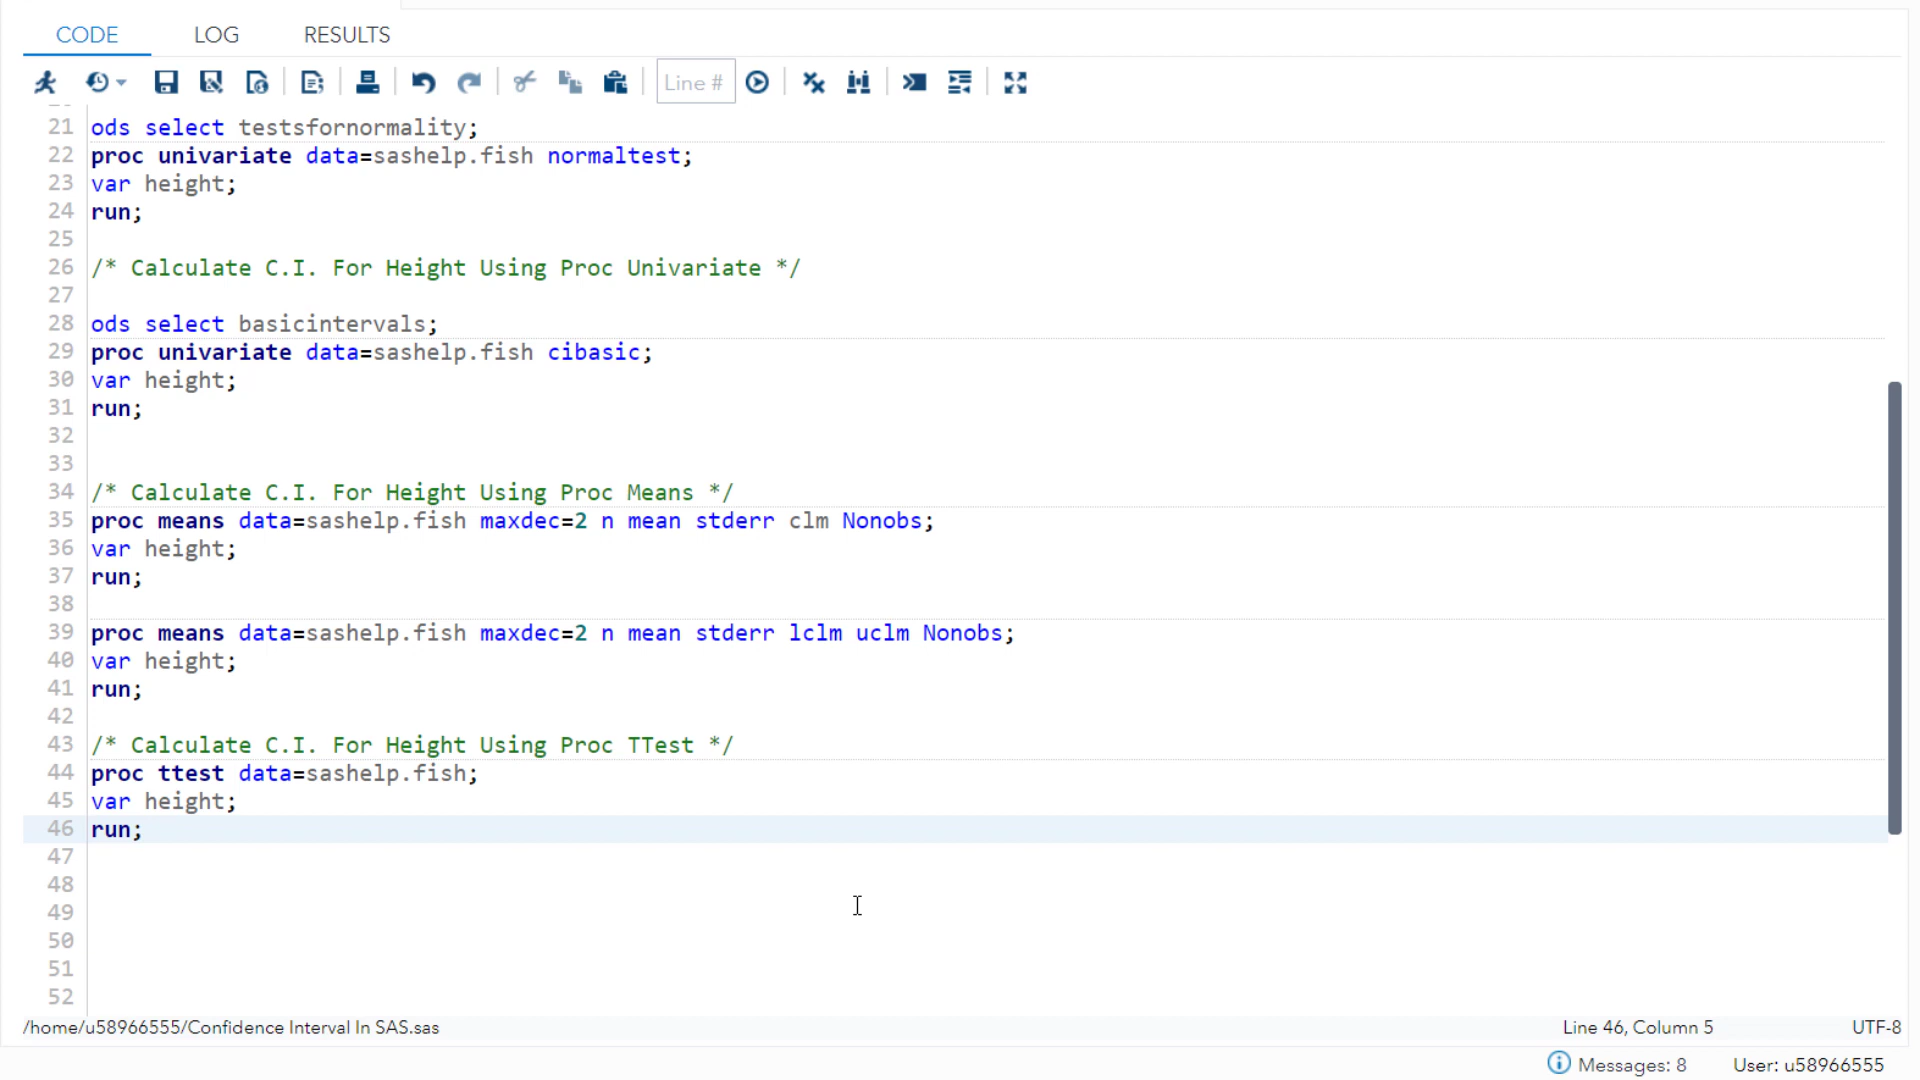 CODE LOG RESULTS
Line #
21 ods select testsfornormality;
22 proc univariate data=sashelp.fish normaltest;
23 var height;
24 run;
25
26 /* Calculate C.I. For Height Using Proc Univariate */
27
28 ods select basicintervals;
29 proc univariate data=sashelp.fish cibasic;
30 var height;
31 run;
32
33
34 /* Calculate C.I. For Height Using Proc Means */
35 proc means data=sashelp.fish maxdec=2 n mean stderr clm Nonobs;
36 var height;
37 run;
38
39 proc means data=sashelp.fish maxdec=2 n mean stderr lclm uclm Nonobs;
40 var height;
41 run;
42
43 /* Calculate C.I. For Height Using Proc TTest */
44 proc ttest data=sashelp.fish;
45 var height;
46 run;
47
48
49
50
51
52
/home/u58966555/Confidence Interval In SAS.sas Line 46, Column 5 UTF-8
Messages: 8 User: u58966555